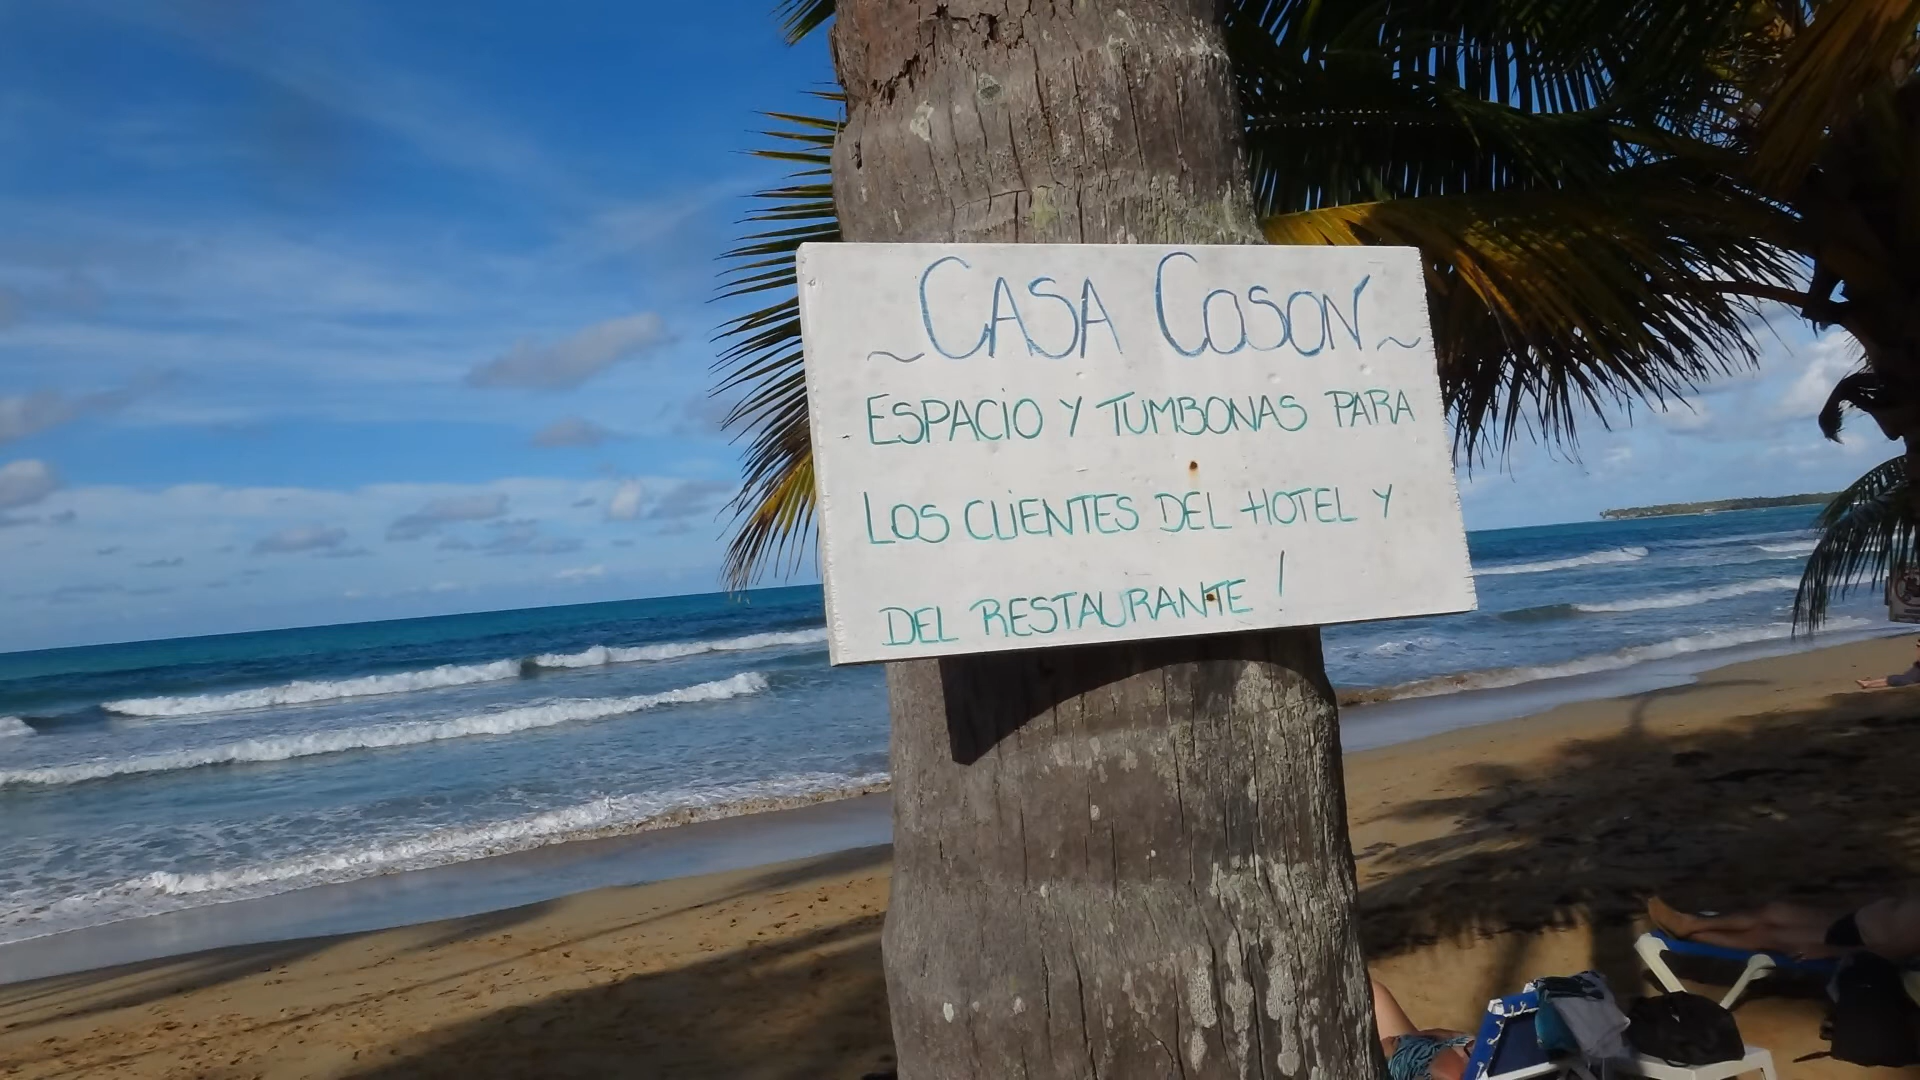 ~ CASA COSON ~
ESPACIO Y TUMBONAS PARA
LOS CLIENTES DEL HOTEL Y
DEL RESTAURANTE !